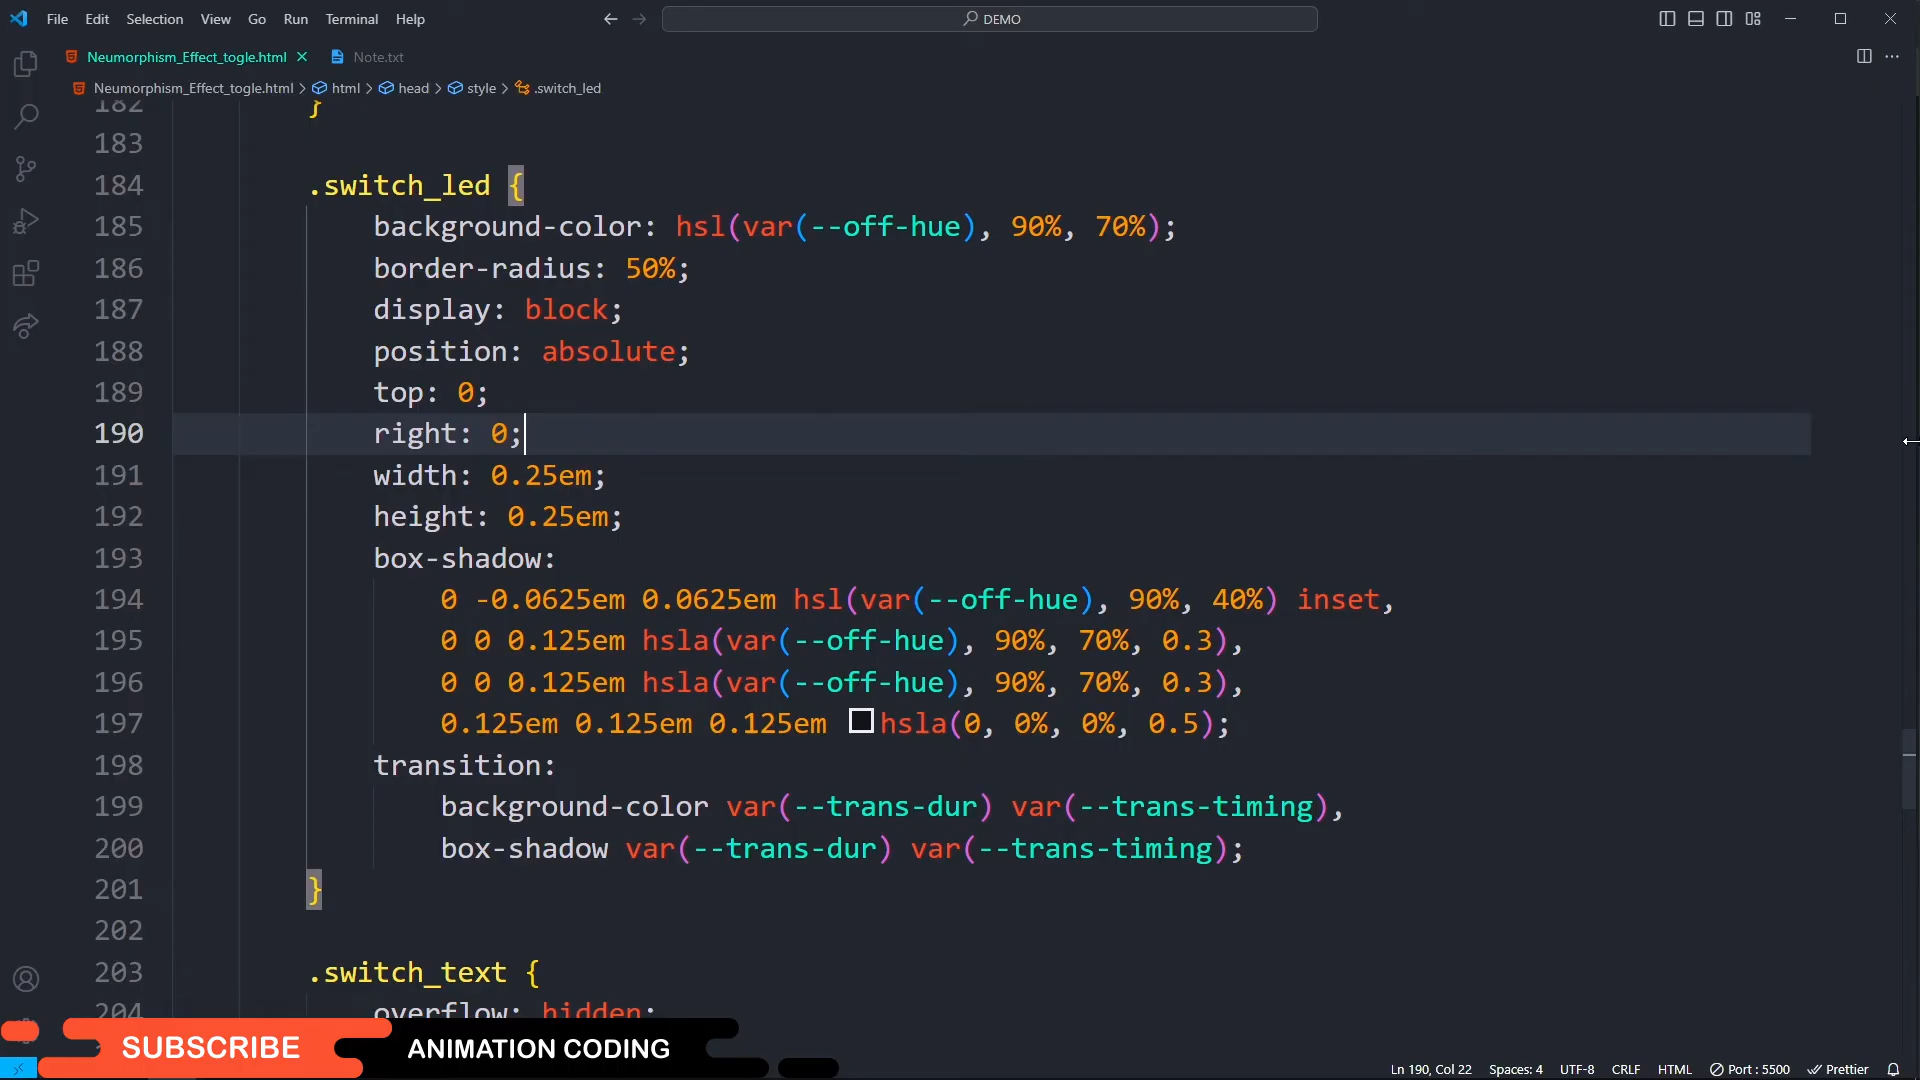 File Edit Selection View Go Run Terminal Help
DEMO
Neumorphism_Effect_togle.html
Note.txt
Neumorphism_Effect_togle.html > html > head > style > .switch_led
182 }
183
184 .switch_led {
185 background-color: hsl(var(--off-hue), 90%, 70%);
186 border-radius: 50%;
187 display: block;
188 position: absolute;
189 top: 0;
190 right: 0;
191 width: 0.25em;
192 height: 0.25em;
193 box-shadow:
194 0 -0.0625em 0.0625em hsl(var(--off-hue), 90%, 40%) inset,
195 0 0 0.125em hsla(var(--off-hue), 90%, 70%, 0.3),
196 0 0 0.125em hsla(var(--off-hue), 90%, 70%, 0.3),
197 0.125em 0.125em 0.125em hsla(0, 0%, 0%, 0.5);
198 transition:
199 background-color var(--trans-dur) var(--trans-timing),
200 box-shadow var(--trans-dur) var(--trans-timing);
201 }
202
203 .switch_text {
204 overflow: hidden;
SUBSCRIBE ANIMATION CODING
Ln 190, Col 22 Spaces: 4 UTF-8 CRLF HTML Port : 5500 Prettier